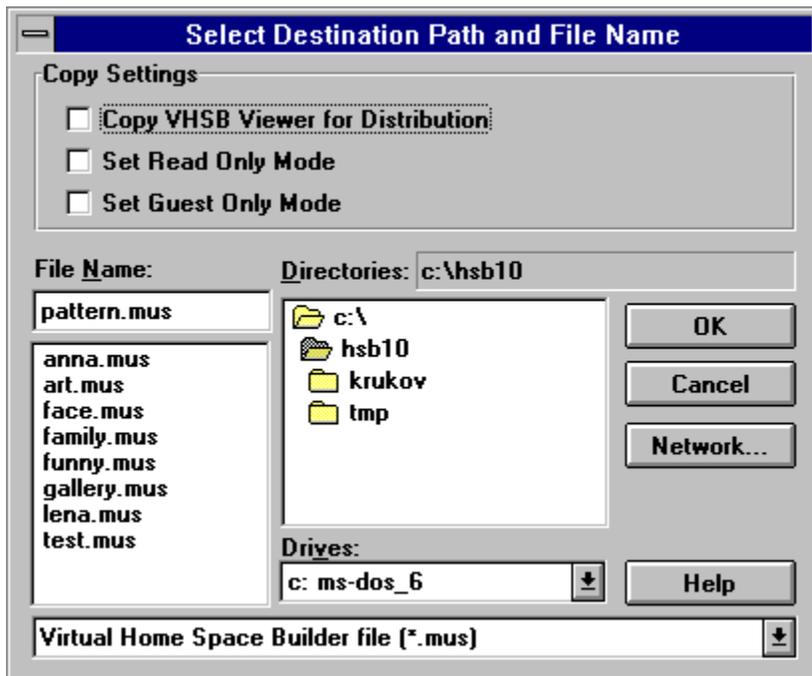 Select Destination Path and File Name
Copy Settings
Copy VHSB Viewer for Distribution
Set Read Only Mode
Set Guest Only Mode
File Name:
pattern.mus
anna.mus
art.mus
face.mus
family.mus
funny.mus
gallery.mus
lena.mus
test.mus
Directories: c:\hsb10
c:\
hsb10
krukov
tmp
Drives:
c: ms-dos_6
OK
Cancel
Network...
Help
Virtual Home Space Builder file (*.mus)